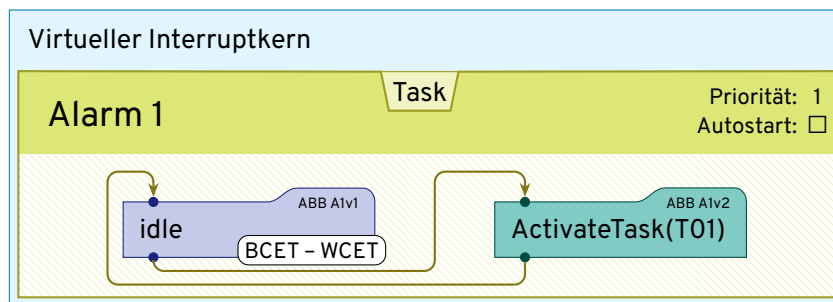 Virtueller Interruptkern
Task
Alarm 1
Priorität: 1
Autostart: ☐
ABB A1v1
idle
BCET – WCET
ABB A1v2
ActivateTask(T01)